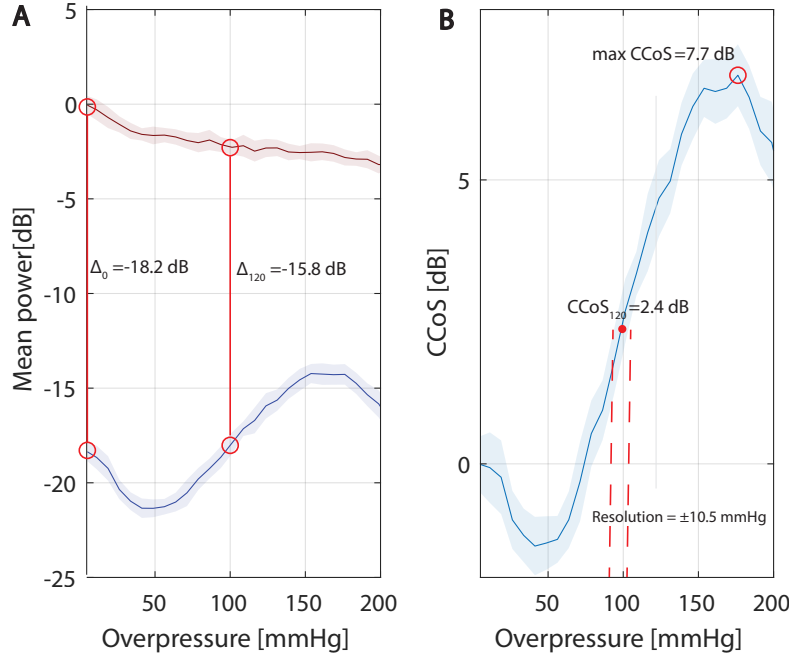 A
5
0
-5
-10
-15
-20
-25
50
100
150
200
Mean power[dB]
Overpressure [mmHg]
Δ0 =-18.2 dB
Δ120 =-15.8 dB
B
max CCoS=7.7 dB
5
0
CCoS [dB]
CCoS120=2.4 dB
Resolution = ±10.5 mmHg
50
100
150
200
Overpressure [mmHg]